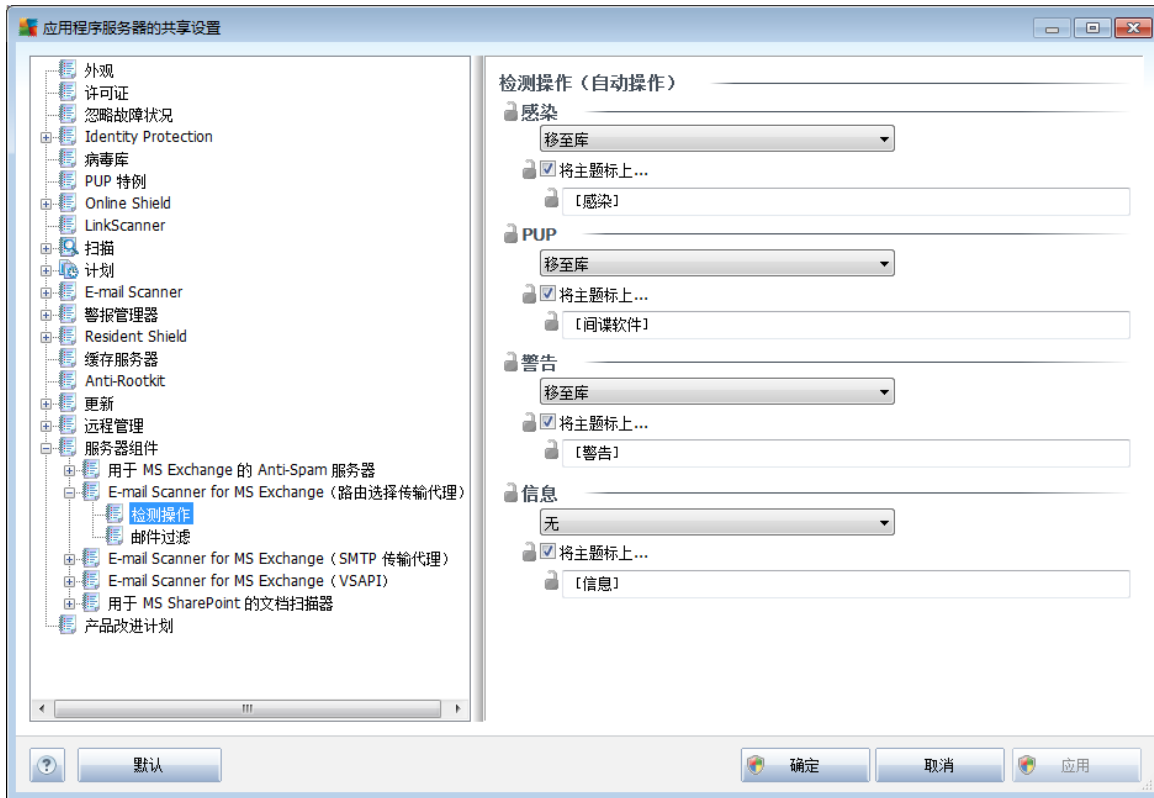 应用程序服务器的共享设置
外观
许可证
忽略故障状况
Identity Protection
病毒库
PUP 特例
Online Shield
LinkScanner
扫描
计划
E-mail Scanner
警报管理器
Resident Shield
缓存服务器
Anti-Rootkit
更新
远程管理
服务器组件
用于 MS Exchange 的 Anti-Spam 服务器
E-mail Scanner for MS Exchange（路由选择传输代理）
检测操作
邮件过滤
E-mail Scanner for MS Exchange（SMTP 传输代理）
E-mail Scanner for MS Exchange（VSAPI）
用于 MS SharePoint 的文档扫描器
产品改进计划
检测操作（自动操作）
感染
移至库
将主题标上...
[感染]
PUP
移至库
将主题标上...
[间谍软件]
警告
移至库
将主题标上...
[警告]
信息
无
将主题标上...
[信息]
?
默认
确定
取消
应用